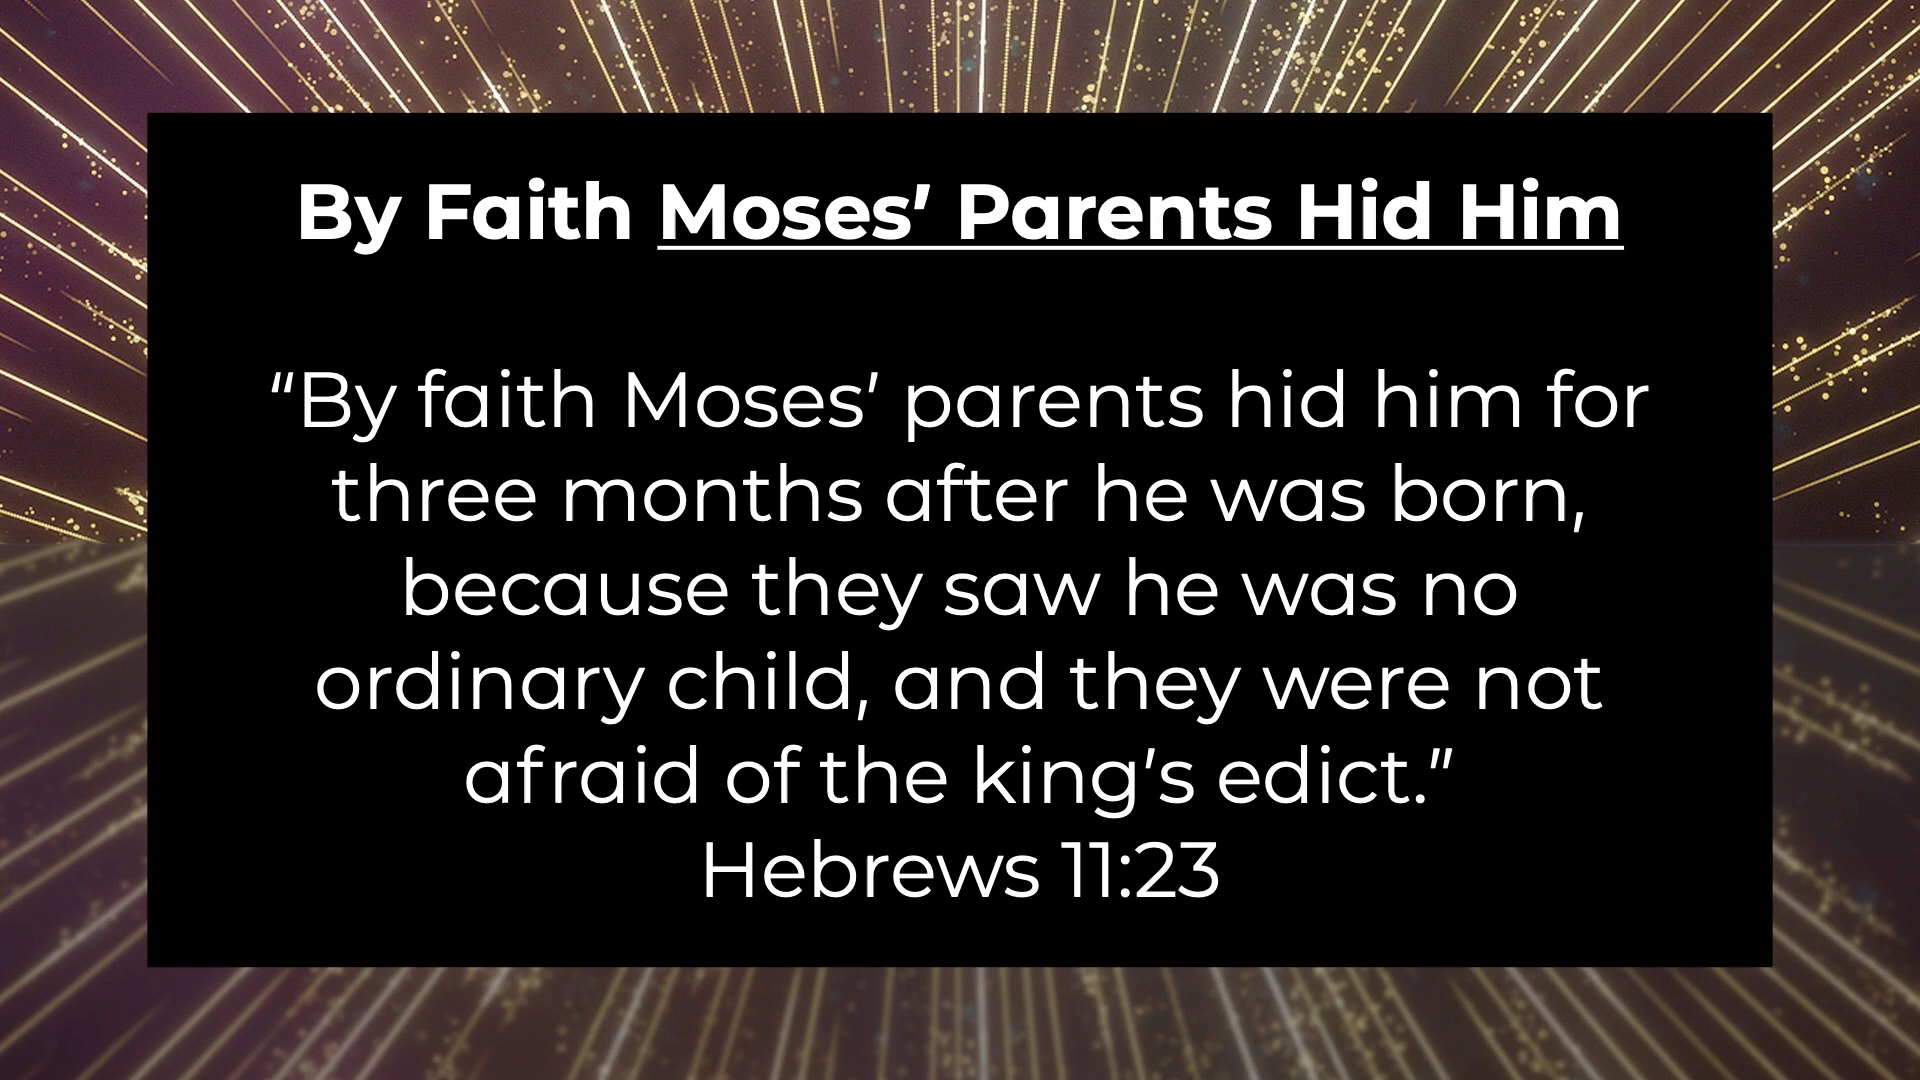 By Faith Moses’ Parents Hid Him
“By faith Moses’ parents hid him for
three months after he was born,
because they saw he was no
ordinary child, and they were not
afraid of the king’s edict.”
Hebrews 11:23